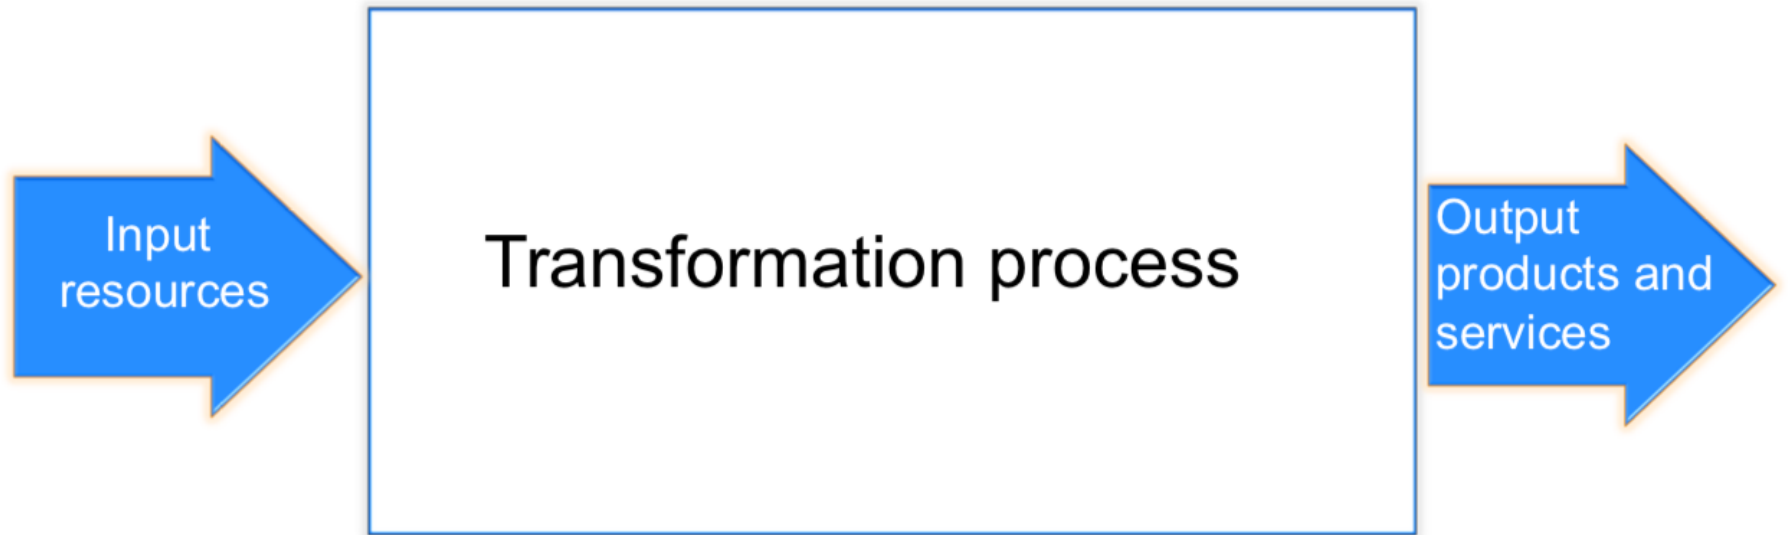 Input
resources
Transformation process
Output
products and
services